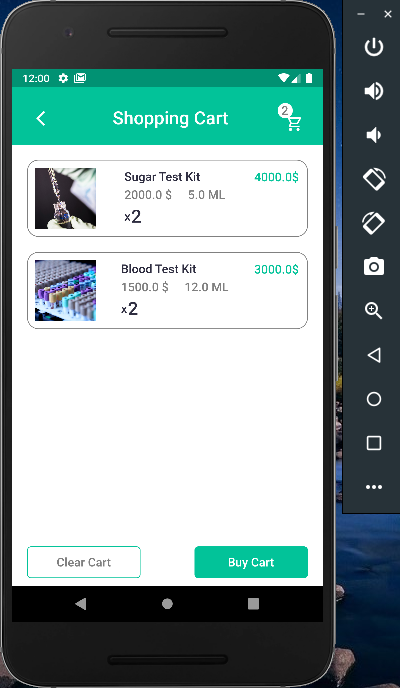 12:00
Shopping Cart
2
Sugar Test Kit 4000.0$
2000.0 $ 5.0 ML
x2
Blood Test Kit 3000.0$
1500.0 $ 12.0 ML
x2
Clear Cart Buy Cart